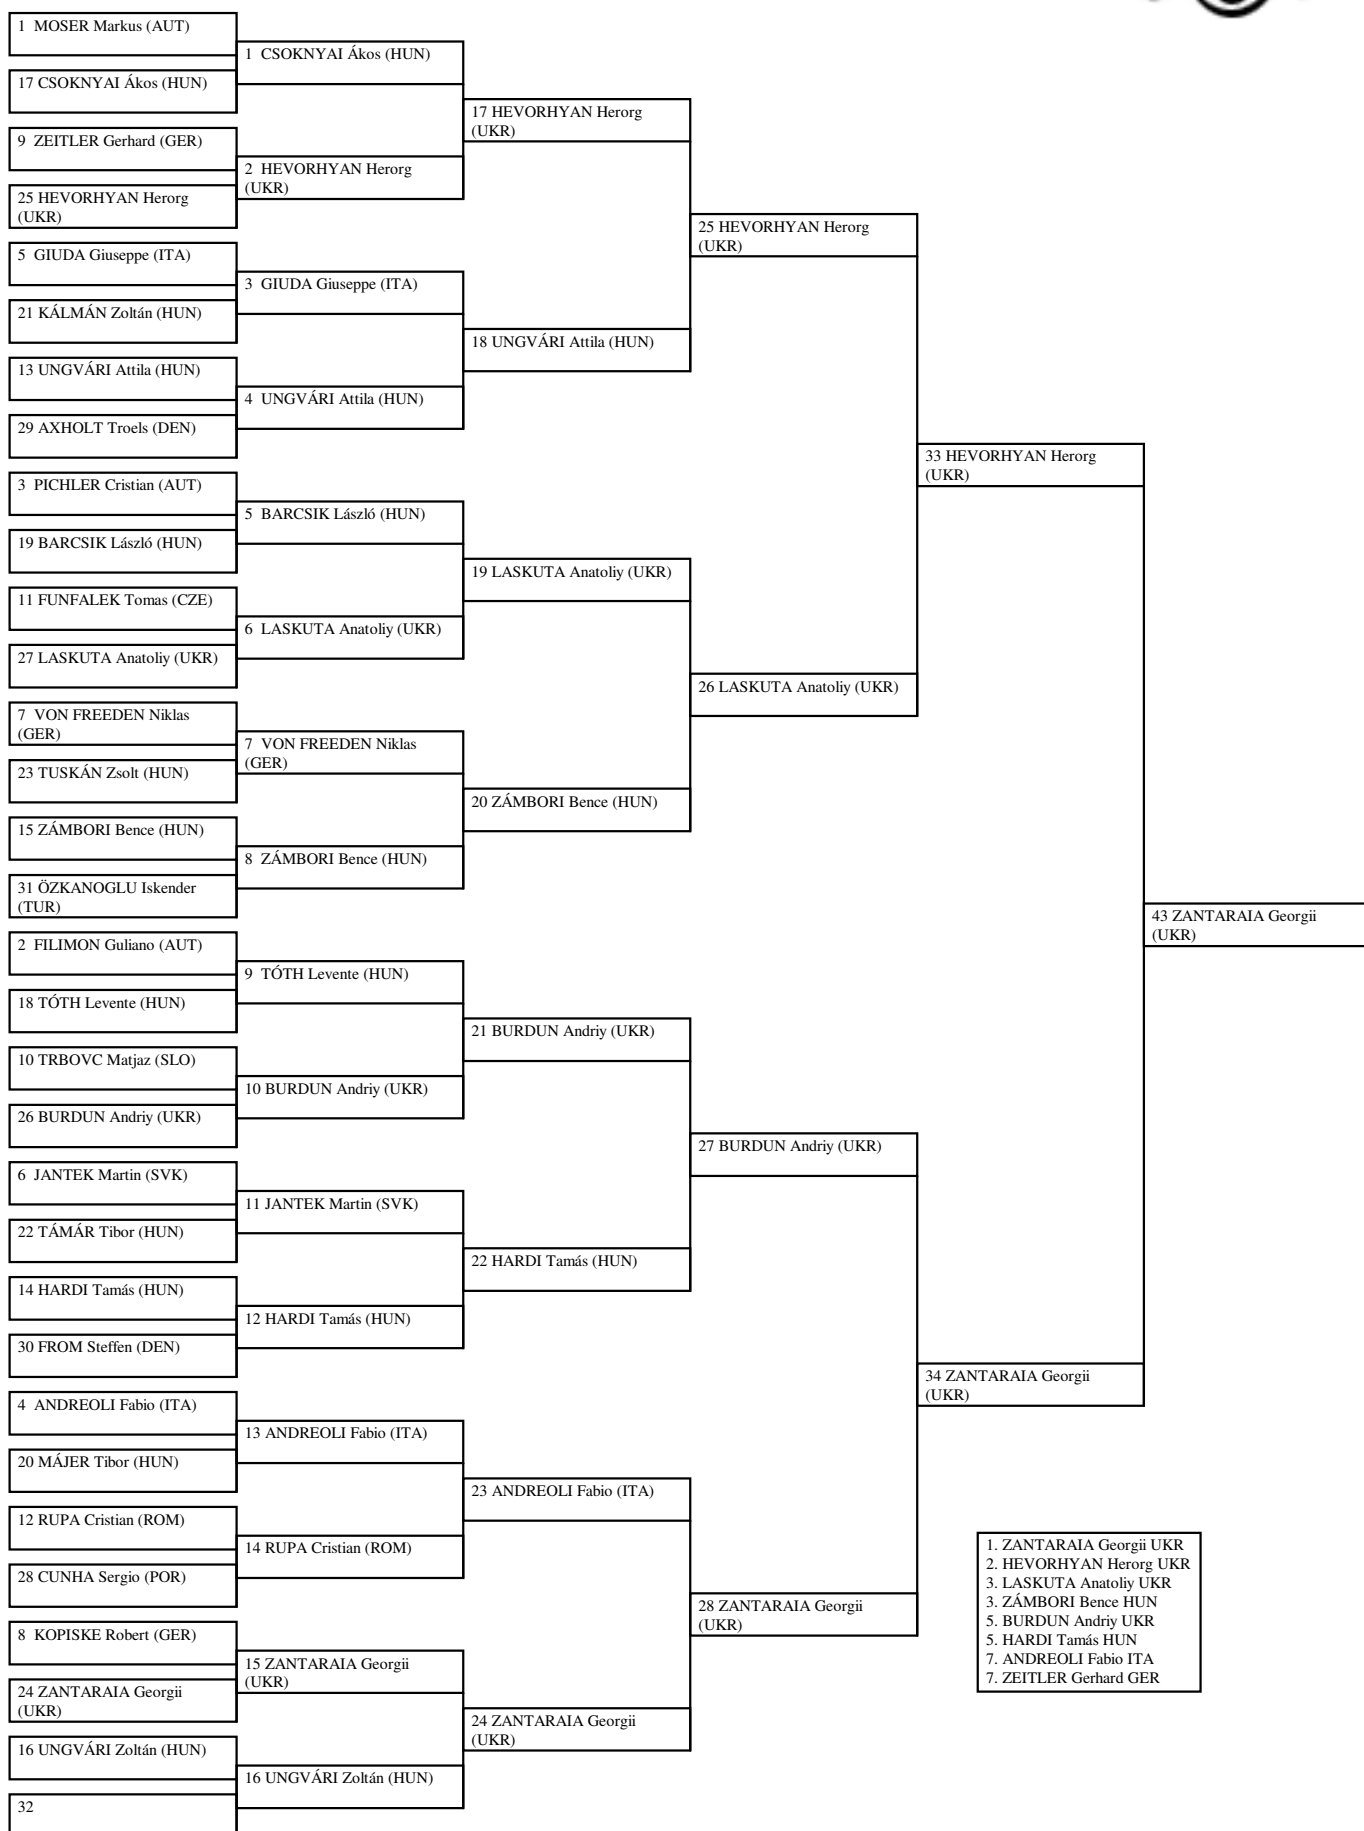 1 MOSER Markus (AUT)
17 CSOKNYAI Ákos (HUN)
9 ZEITLER Gerhard (GER)
25 HEVORHYAN Herorg
(UKR)
5 GIUDA Giuseppe (ITA)
21 KÁLMÁN Zoltán (HUN)
13 UNGVÁRI Attila (HUN)
29 AXHOLT Troels (DEN)
3 PICHLER Cristian (AUT)
19 BARCSIK László (HUN)
11 FUNFALEK Tomas (CZE)
27 LASKUTA Anatoliy (UKR)
7 VON FREEDEN Niklas
(GER)
23 TUSKÁN Zsolt (HUN)
15 ZÁMBORI Bence (HUN)
31 ÖZKANOGLU Iskender
(TUR)
2 FILIMON Guliano (AUT)
18 TÓTH Levente (HUN)
10 TRBOVC Matjaz (SLO)
26 BURDUN Andriy (UKR)
6 JANTEK Martin (SVK)
22 TÁMÁR Tibor (HUN)
14 HARDI Tamás (HUN)
30 FROM Steffen (DEN)
4 ANDREOLI Fabio (ITA)
20 MÁJER Tibor (HUN)
12 RUPA Cristian (ROM)
28 CUNHA Sergio (POR)
8 KOPISKE Robert (GER)
24 ZANTARAIA Georgii
(UKR)
16 UNGVÁRI Zoltán (HUN)
32
1 CSOKNYAI Ákos (HUN)
2 HEVORHYAN Herorg
(UKR)
3 GIUDA Giuseppe (ITA)
4 UNGVÁRI Attila (HUN)
5 BARCSIK László (HUN)
6 LASKUTA Anatoliy (UKR)
7 VON FREEDEN Niklas
(GER)
8 ZÁMBORI Bence (HUN)
9 TÓTH Levente (HUN)
10 BURDUN Andriy (UKR)
11 JANTEK Martin (SVK)
12 HARDI Tamás (HUN)
13 ANDREOLI Fabio (ITA)
14 RUPA Cristian (ROM)
15 ZANTARAIA Georgii
(UKR)
16 UNGVÁRI Zoltán (HUN)
17 HEVORHYAN Herorg
(UKR)
18 UNGVÁRI Attila (HUN)
19 LASKUTA Anatoliy (UKR)
20 ZÁMBORI Bence (HUN)
21 BURDUN Andriy (UKR)
22 HARDI Tamás (HUN)
23 ANDREOLI Fabio (ITA)
24 ZANTARAIA Georgii
(UKR)
25 HEVORHYAN Herorg
(UKR)
26 LASKUTA Anatoliy (UKR)
27 BURDUN Andriy (UKR)
28 ZANTARAIA Georgii
(UKR)
33 HEVORHYAN Herorg
(UKR)
34 ZANTARAIA Georgii
(UKR)
43 ZANTARAIA Georgii
(UKR)
1. ZANTARAIA Georgii UKR
2. HEVORHYAN Herorg UKR
3. LASKUTA Anatoliy UKR
3. ZÁMBORI Bence HUN
5. BURDUN Andriy UKR
5. HARDI Tamás HUN
7. ANDREOLI Fabio ITA
7. ZEITLER Gerhard GER